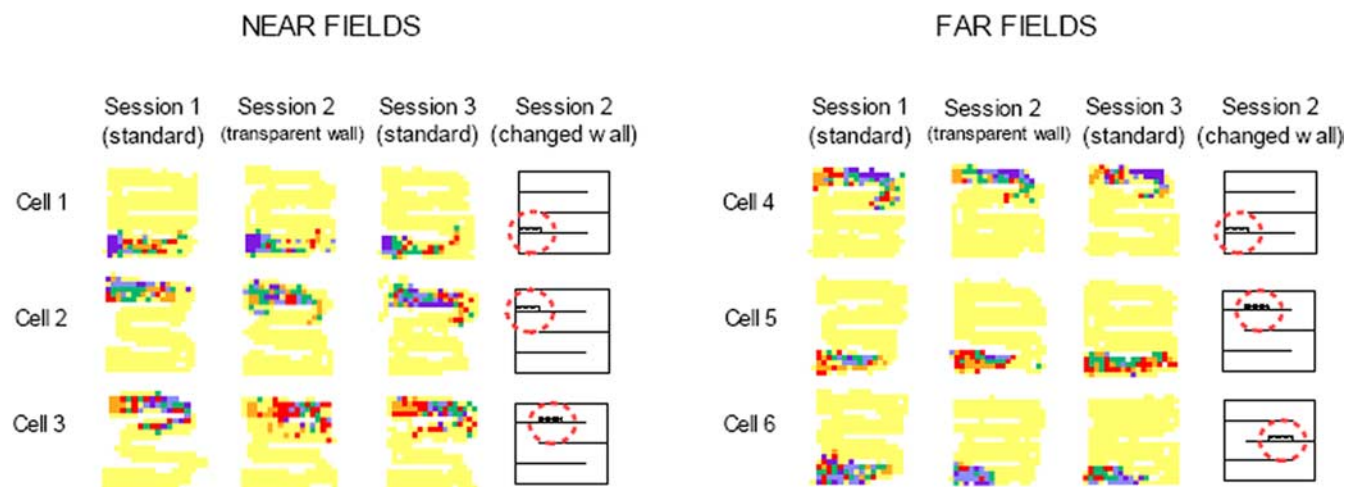 NEAR FIELDS
FAR FIELDS
Session 1 Session 2 Session 3 Session 2
(standard) (transparent wall) (standard) (changed wall)
Session 1 Session 2 Session 3 Session 2
(standard) (transparent wall) (standard) (changed wall)
Cell 1
Cell 4
Cell 2
Cell 5
Cell 3
Cell 6